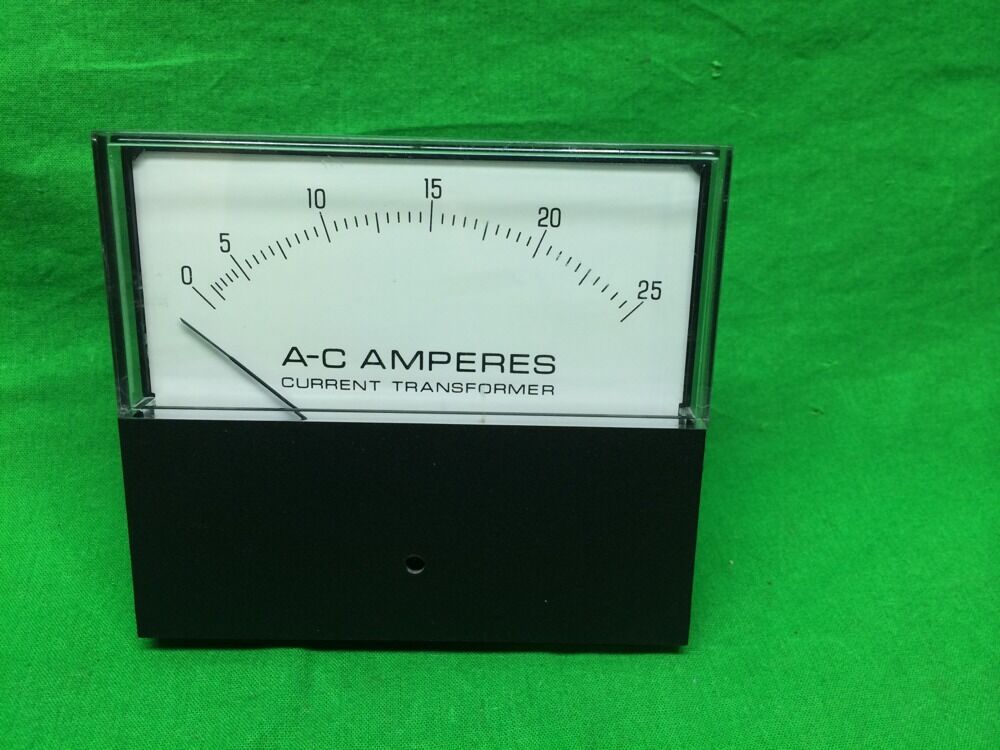 0 5 10 15 20 25
A-C AMPERES
CURRENT TRANSFORMER